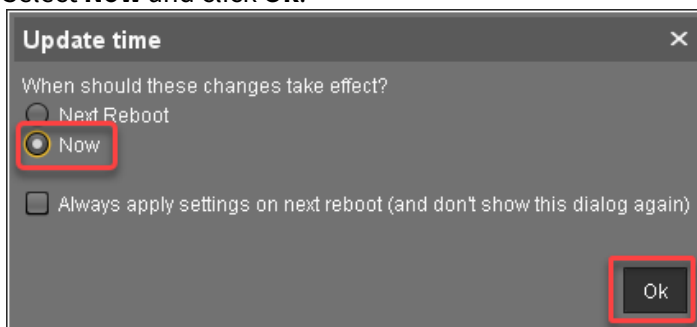 Select Now and click Ok.
Update time
When should these changes take effect?
Next Reboot
Now
Always apply settings on next reboot (and don't show this dialog again)
Ok